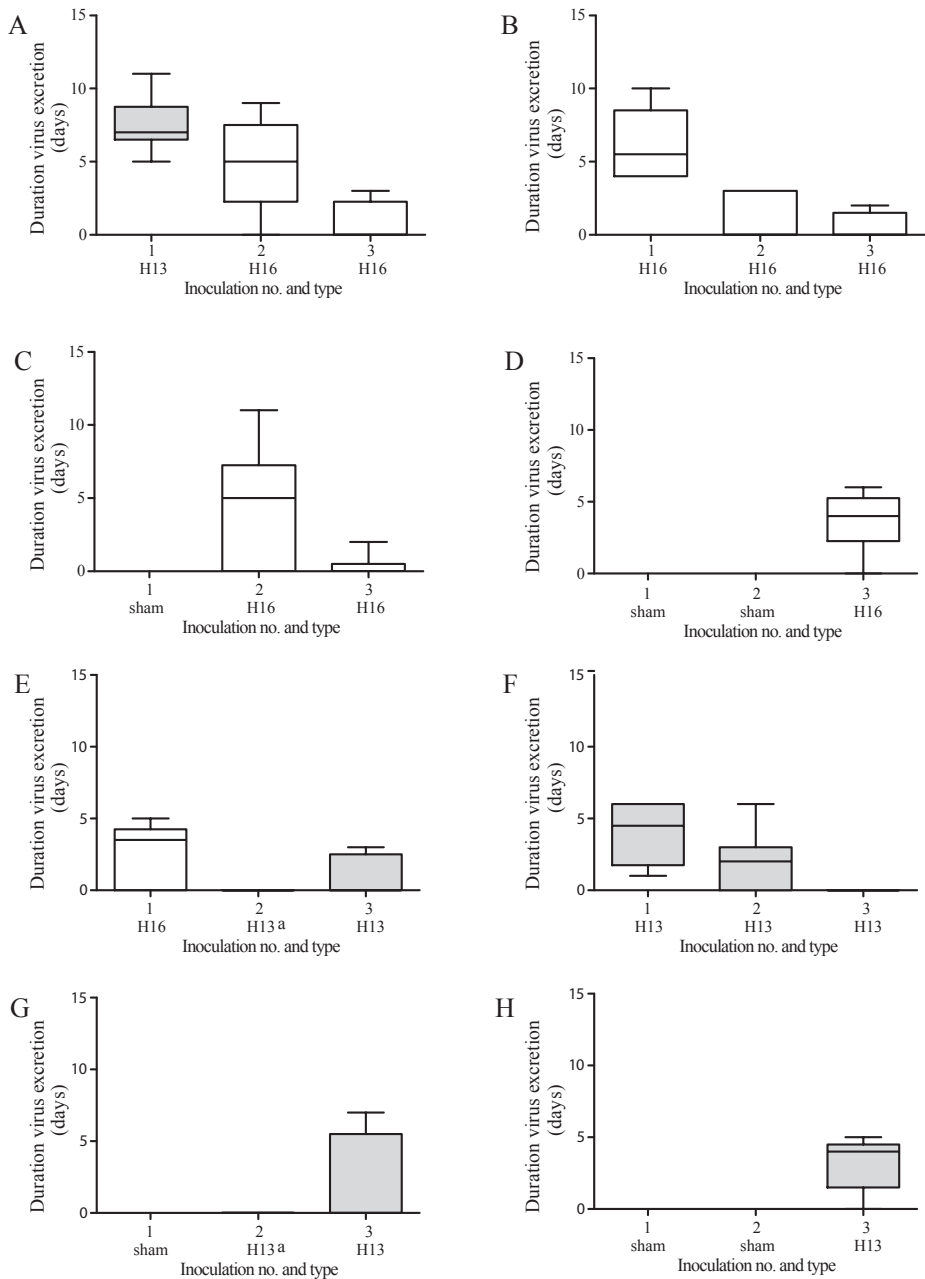 A
Duration virus excretion
(days)
15
10
5
0
1
2
3
H13
H16
H16
Inoculation no. and type
B
Duration virus excretion
(days)
15
10
5
0
1
2
3
H16
H16
H16
Inoculation no. and type
C
Duration virus excretion
(days)
15
10
5
0
1
2
3
sham
H16
H16
Inoculation no. and type
D
Duration virus excretion
(days)
15
10
5
0
1
2
3
sham
sham
H16
Inoculation no. and type
E
Duration virus excretion
(days)
15
10
5
0
1
2
3
H16
H13 a
H13
Inoculation no. and type
F
Duration virus excretion
(days)
15
10
5
0
1
2
3
H13
H13
H13
Inoculation no. and type
G
Duration virus excretion
(days)
15
10
5
0
1
2
3
sham
H13 a
H13
Inoculation no. and type
H
Duration virus excretion
(days)
15
10
5
0
1
2
3
sham
sham
H13
Inoculation no. and type